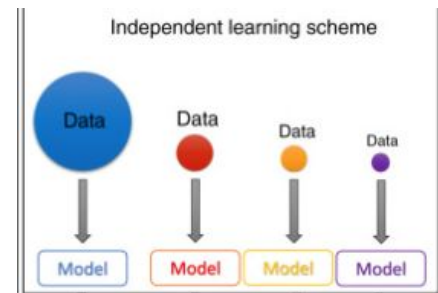 Independent learning scheme
Data
Data
Data
Data
Model
Model
Model
Model